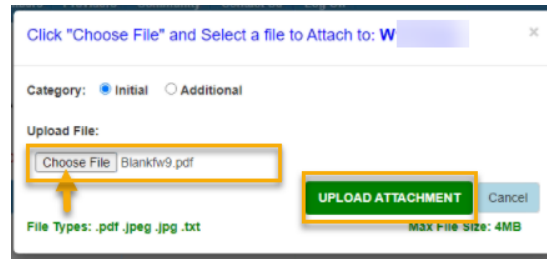 Click "Choose File" and Select a file to Attach to: W
×
Category: Initial Additional
Upload File:
Choose File Blankfw9.pdf
UPLOAD ATTACHMENT Cancel
File Types: .pdf .jpeg .jpg .txt Max File Size: 4MB